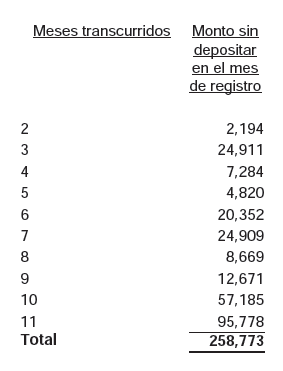 Meses transcurridos Monto sin
depositar
en el mes
de registro
2 2,194
3 24,911
4 7,284
5 4,820
6 20,352
7 24,909
8 8,669
9 12,671
10 57,185
11 95,778
Total 258,773